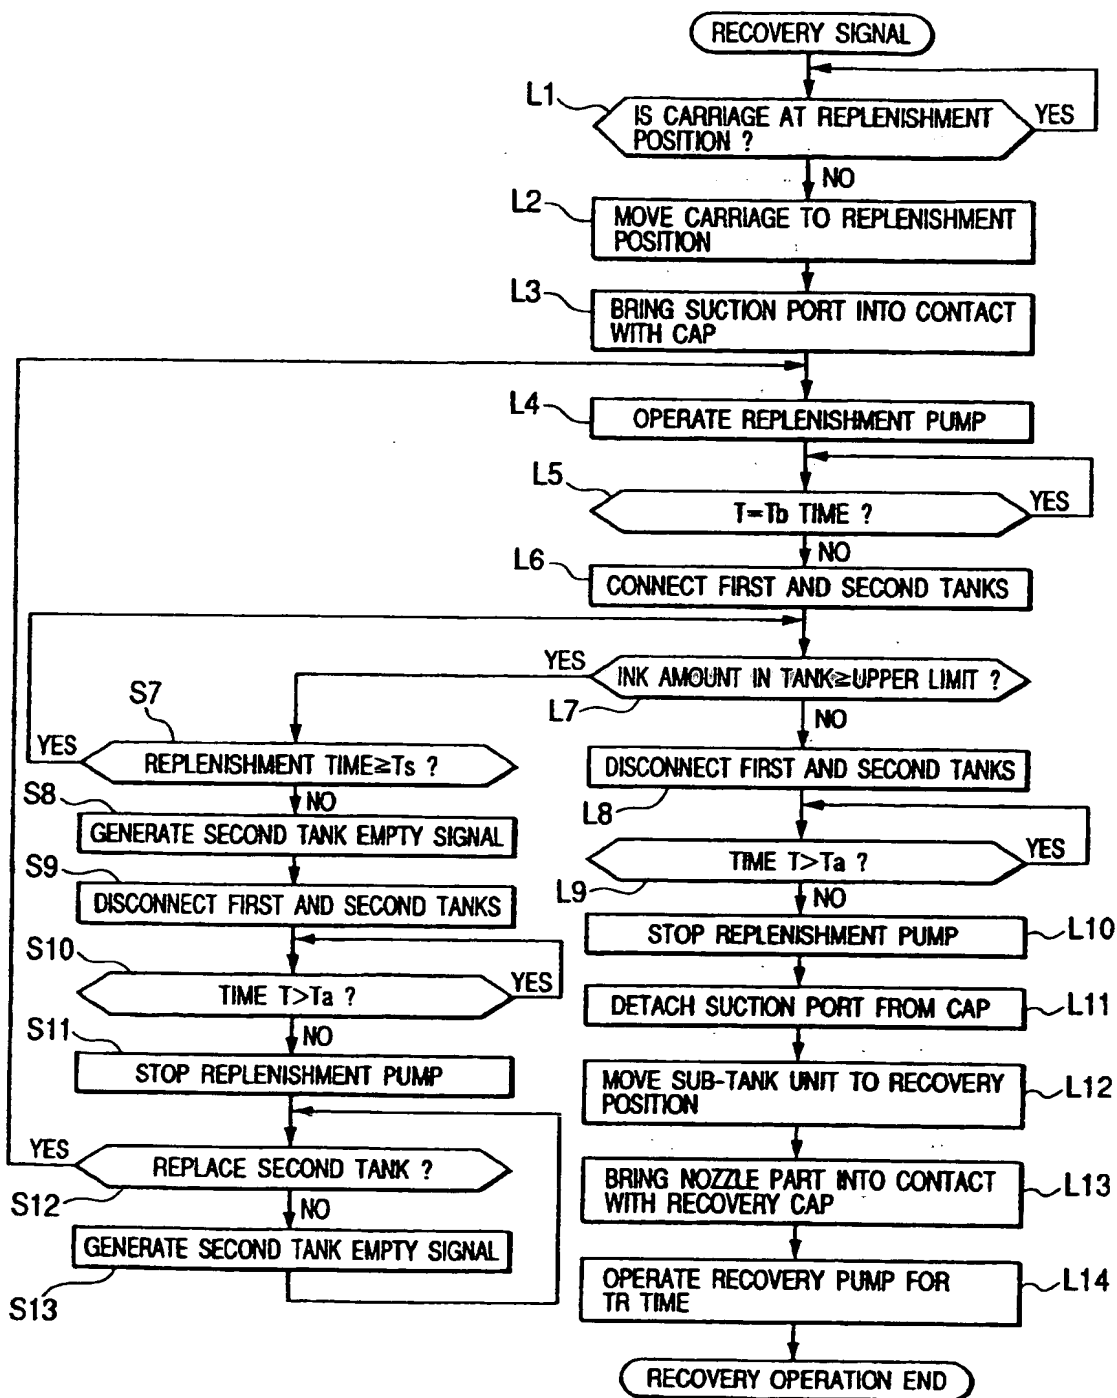 RECOVERY SIGNAL
L1
IS CARRIAGE AT REPLENISHMENT
POSITION ?
YES
NO
L2
MOVE CARRIAGE TO REPLENISHMENT
POSITION
L3
BRING SUCTION PORT INTO CONTACT
WITH CAP
L4
OPERATE REPLENISHMENT PUMP
L5
T=Tb TIME ?
YES
NO
L6
CONNECT FIRST AND SECOND TANKS
YES
INK AMOUNT IN TANK≧UPPER LIMIT ?
L7
NO
S7
YES
REPLENISHMENT TIME≧Ts ?
NO
S8
GENERATE SECOND TANK EMPTY SIGNAL
S9
DISCONNECT FIRST AND SECOND TANKS
S10
TIME T>Ta ?
YES
NO
S11
STOP REPLENISHMENT PUMP
YES
REPLACE SECOND TANK ?
S12
NO
GENERATE SECOND TANK EMPTY SIGNAL
S13
DISCONNECT FIRST AND SECOND TANKS
L8
TIME T>Ta ?
YES
L9
NO
STOP REPLENISHMENT PUMP
L10
DETACH SUCTION PORT FROM CAP
L11
MOVE SUB-TANK UNIT TO RECOVERY
POSITION
L12
BRING NOZZLE PART INTO CONTACT
WITH RECOVERY CAP
L13
OPERATE RECOVERY PUMP FOR
TR TIME
L14
RECOVERY OPERATION END